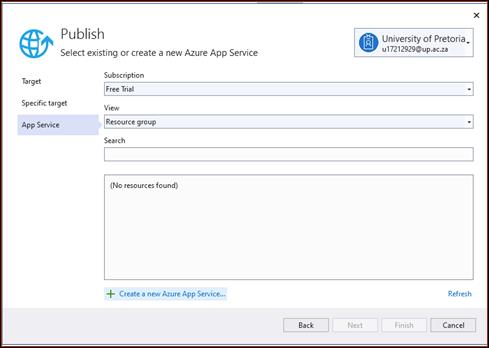 Publish
Select existing or create a new Azure App Service
University of Pretoria
u17212929@up.ac.za
Target
Specific target
App Service
Subscription
Free Trial
View
Resource group
Search
(No resources found)
Create a new Azure App Service...
Refresh
Back
Next
Finish
Cancel